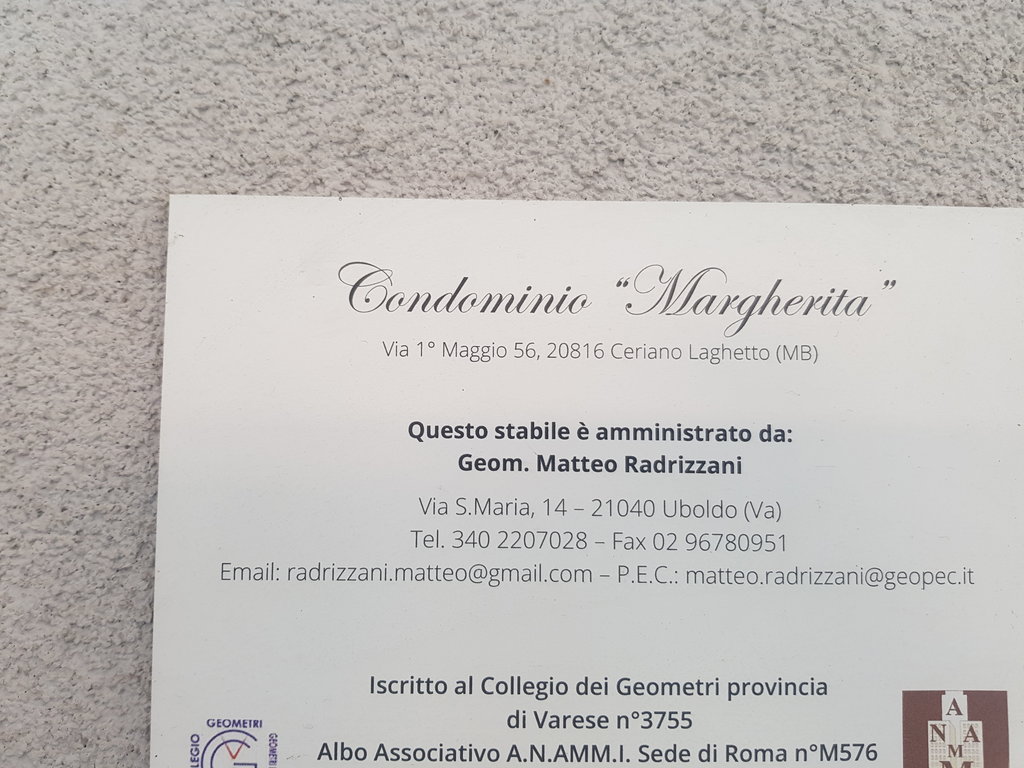 Condominio “Margherita”
Via 1° Maggio 56, 20816 Ceriano Laghetto (MB)
Questo stabile è amministrato da:
Geom. Matteo Radrizzani
Via S.Maria, 14 – 21040 Uboldo (Va)
Tel. 340 2207028 – Fax 02 96780951
Email: radrizzani.matteo@gmail.com – P.E.C.: matteo.radrizzani@geopec.it
Iscritto al Collegio dei Geometri provincia
di Varese n°3755
Albo Associativo A.N.AMM.I. Sede di Roma n°M576
GEOMETRI
A
N A
M